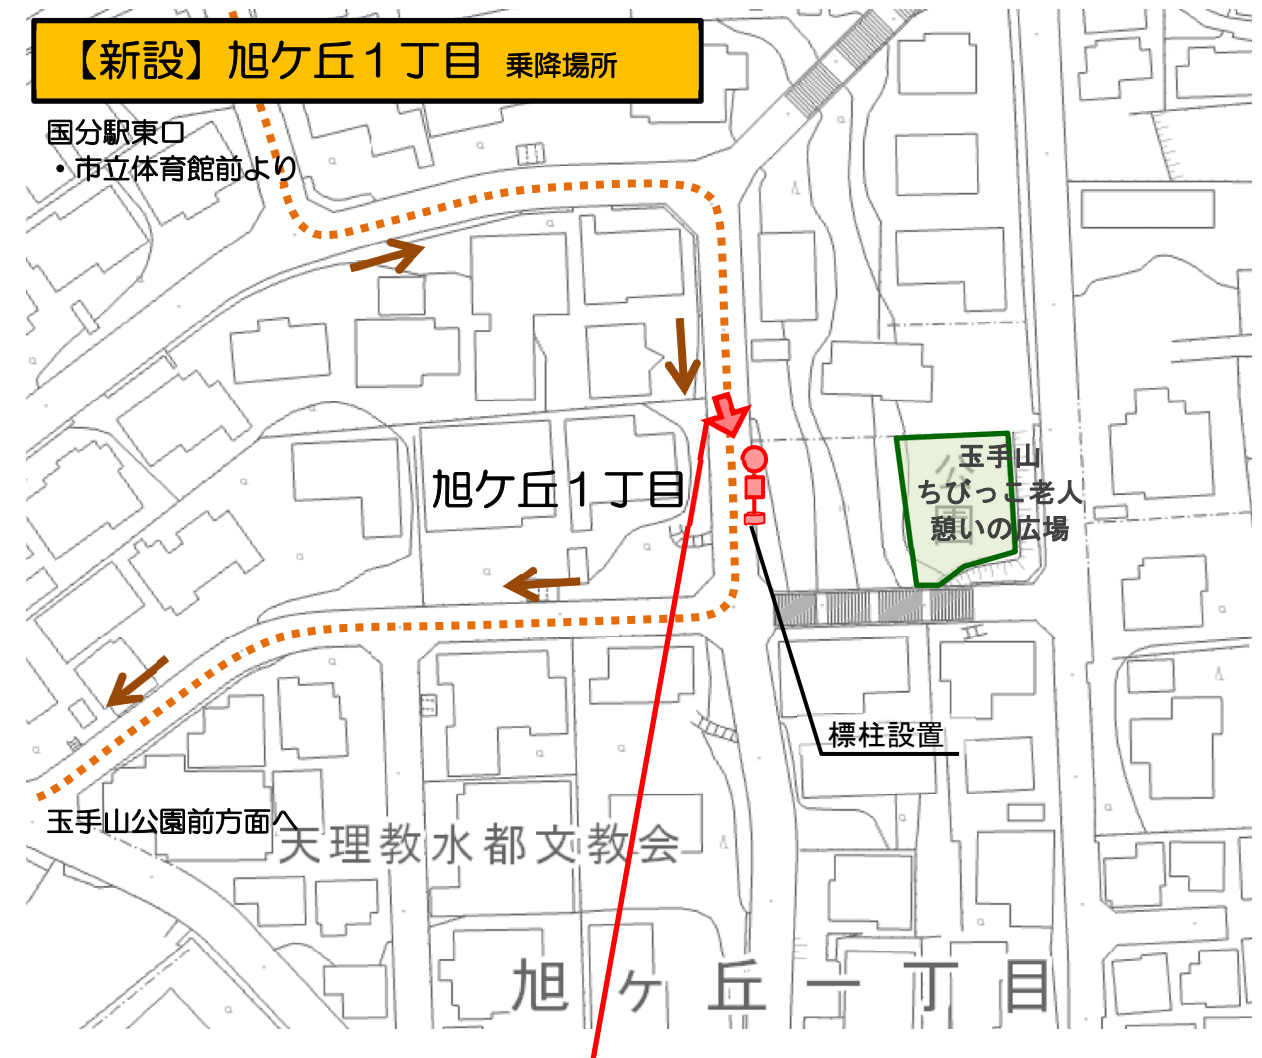 【新設】旭ケ丘１丁目 乗降場所
国分駅東口
・市立体育館前より
旭ケ丘１丁目
公園
玉手山
ちびっこ老人
憩いの広場
標柱設置
玉手山公園前方面へ
天理教水都文教会
旭ヶ丘一丁目